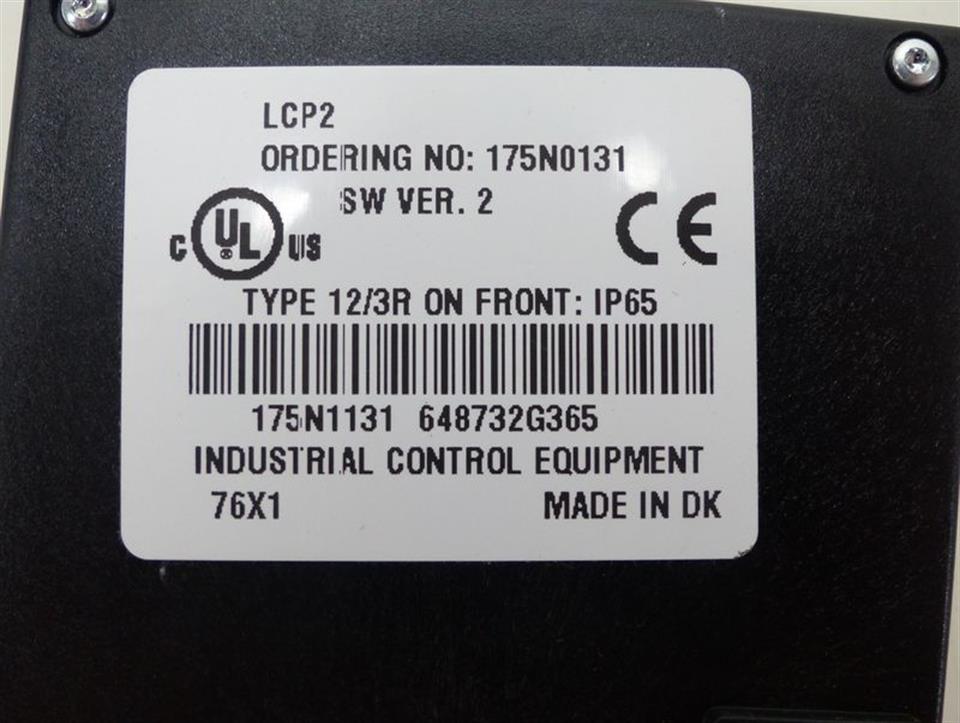 LCP2
ORDERING NO: 175N0131
SW VER. 2
C UL US
CE
TYPE 12/3R ON FRONT: IP65
175N1131 648732G365
INDUSTRIAL CONTROL EQUIPMENT
76X1 MADE IN DK